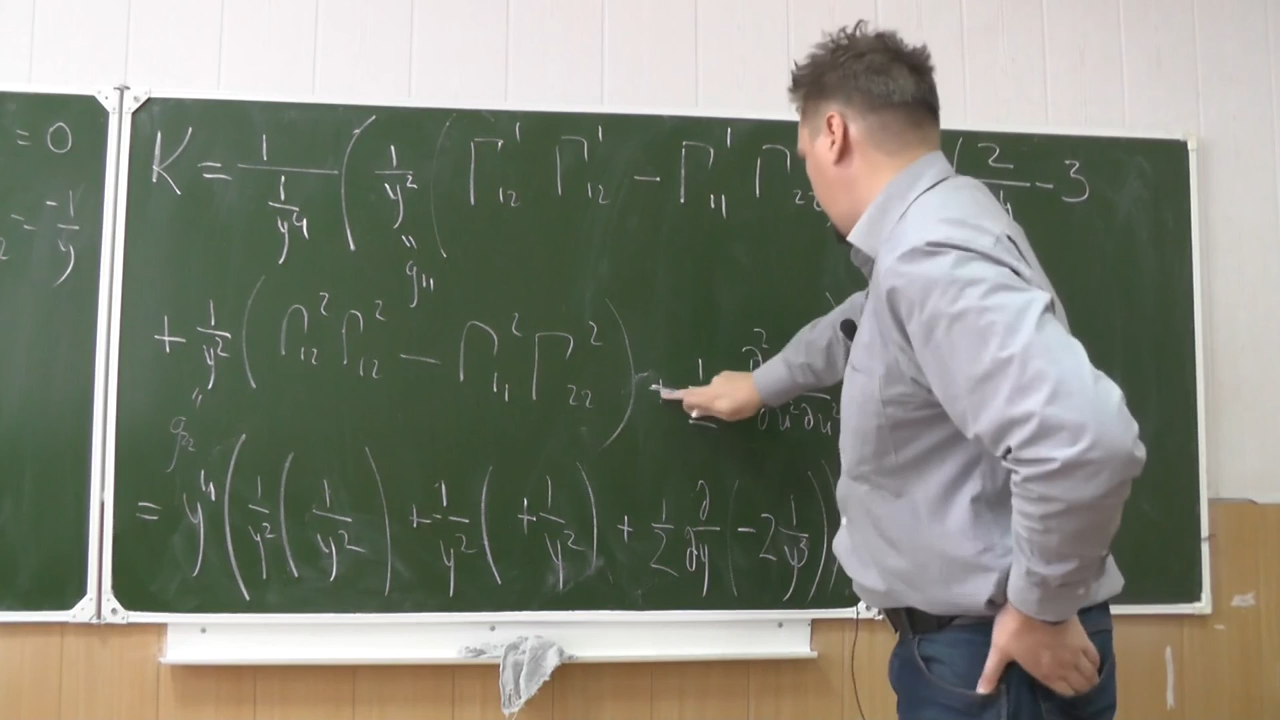 = 0
= -1/y
K = 1/(1/y⁴) ( 1/y² ( Γ¹₁₂ Γ¹₁₂ − Γ¹₁₁ Γ
2/y − 3
" g₁₁
+ 1/y² ( Γ²₁₂ Γ²₁₂ − Γ²₁₁ Γ²₂₂ )
" g₂₂
∂²/∂u²∂u²
= y⁴ ( 1/y² ( 1/y² ) + 1/y² ( + 1/y² ) + 1/2 ∂/∂y ( −2 1/y³ ) )